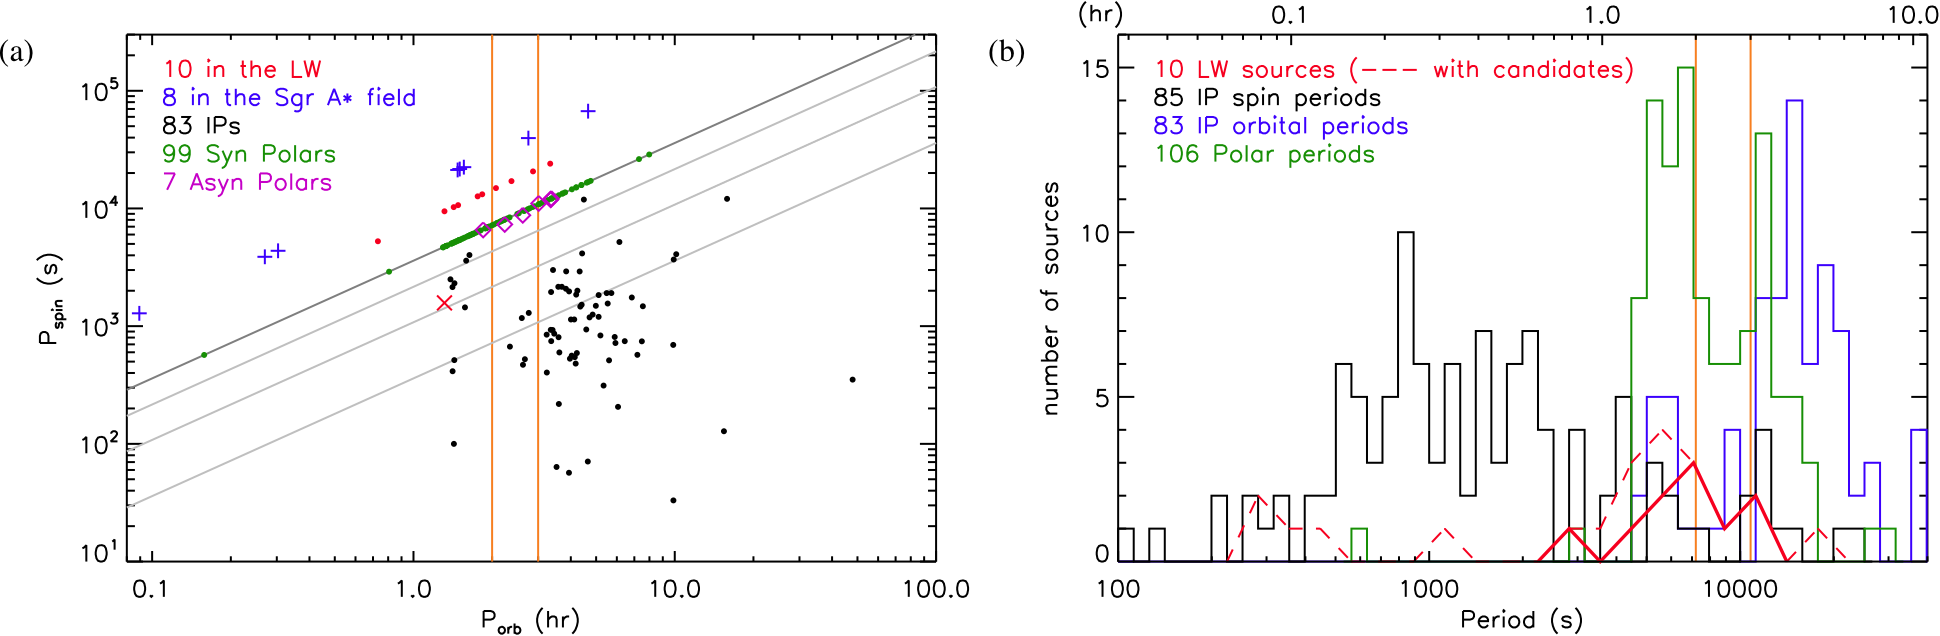 (a)
10 in the LW
8 in the Sgr A* field
83 IPs
99 Syn Polars
7 Asyn Polars
10^5
10^4
10^3
10^2
10^1
P_spin (s)
0.1 1.0 10.0 100.0
P_orb (hr)
(b)
(hr) 0.1 1.0 10.0
10 LW sources (--- with candidates)
85 IP spin periods
83 IP orbital periods
106 Polar periods
15
10
5
0
number of sources
100 1000 10000
Period (s)